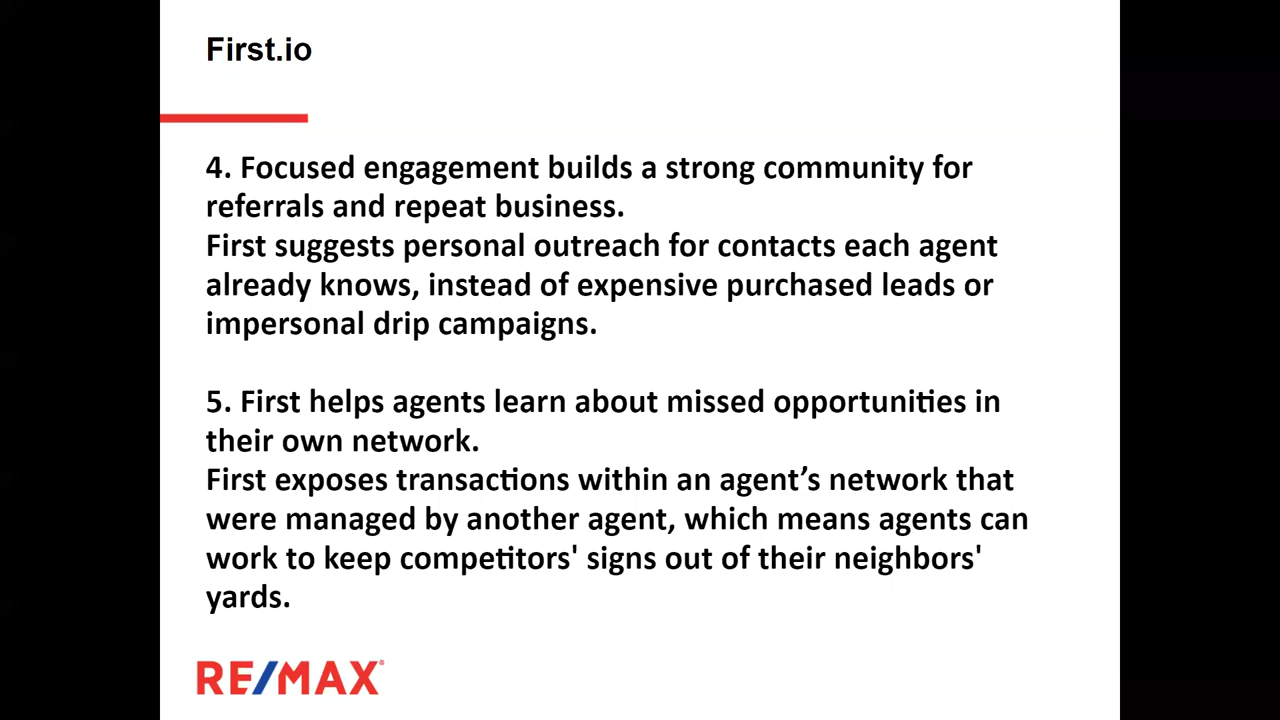 First.io
4. Focused engagement builds a strong community for
referrals and repeat business.
First suggests personal outreach for contacts each agent
already knows, instead of expensive purchased leads or
impersonal drip campaigns.
5. First helps agents learn about missed opportunities in
their own network.
First exposes transactions within an agent’s network that
were managed by another agent, which means agents can
work to keep competitors' signs out of their neighbors'
yards.
RE/MAX®